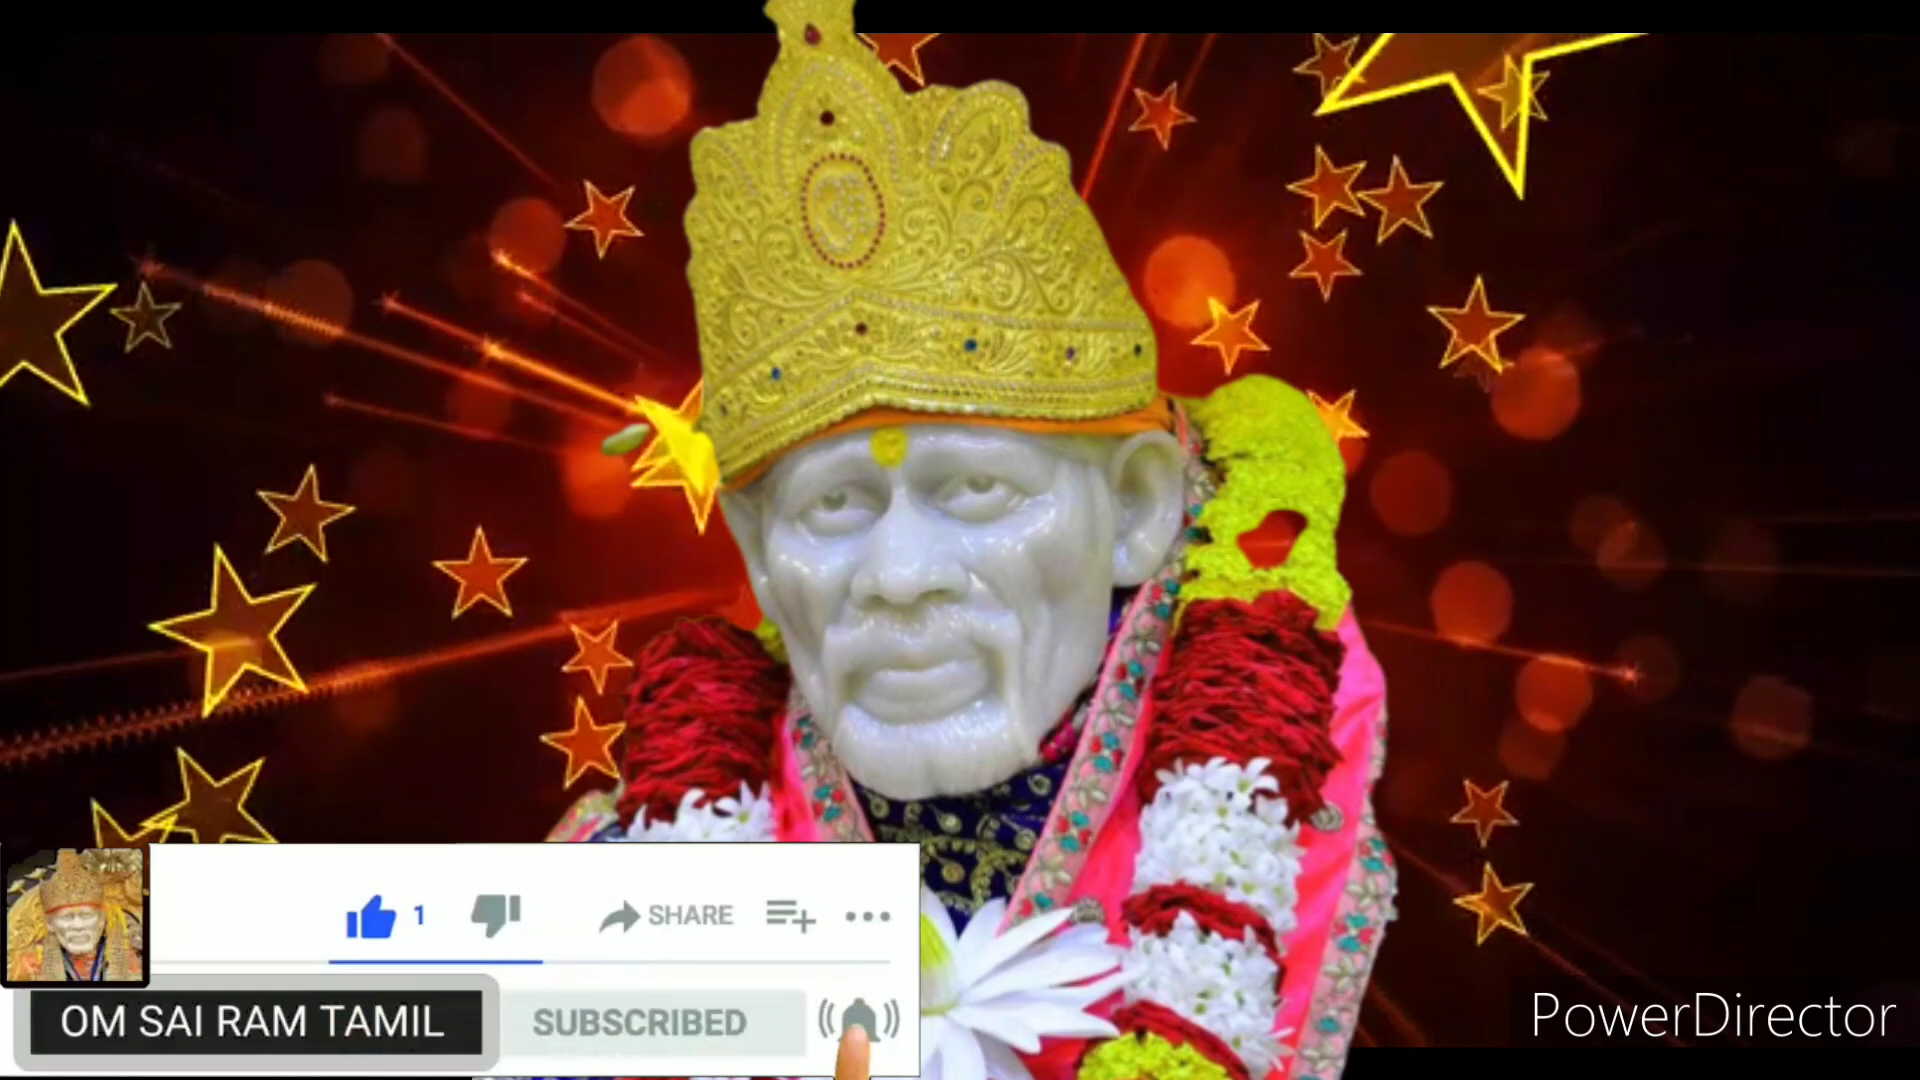 ॐ
1
SHARE
OM SAI RAM TAMIL
SUBSCRIBED
PowerDirector